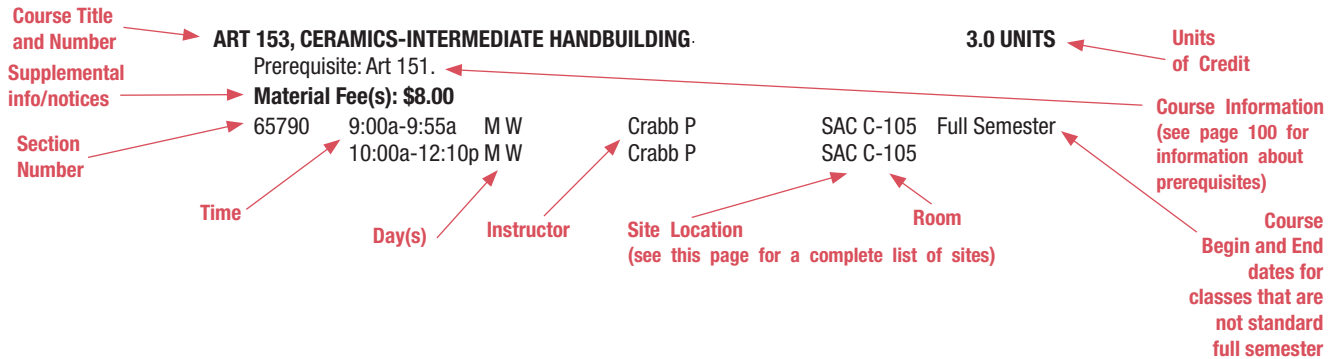 Course Title
and Number
ART 153, CERAMICS-INTERMEDIATE HANDBUILDING.
3.0 UNITS
Units
of Credit
Prerequisite: Art 151.
Supplemental
info/notices
Material Fee(s): $8.00
Course Information
(see page 100 for
information about
prerequisites)
Section
Number
65790 9:00a-9:55a M W Crabb P SAC C-105 Full Semester
10:00a-12:10p M W Crabb P SAC C-105
Time
Day(s)
Instructor
Site Location
(see this page for a complete list of sites)
Room
Course
Begin and End
dates for
classes that are
not standard
full semester